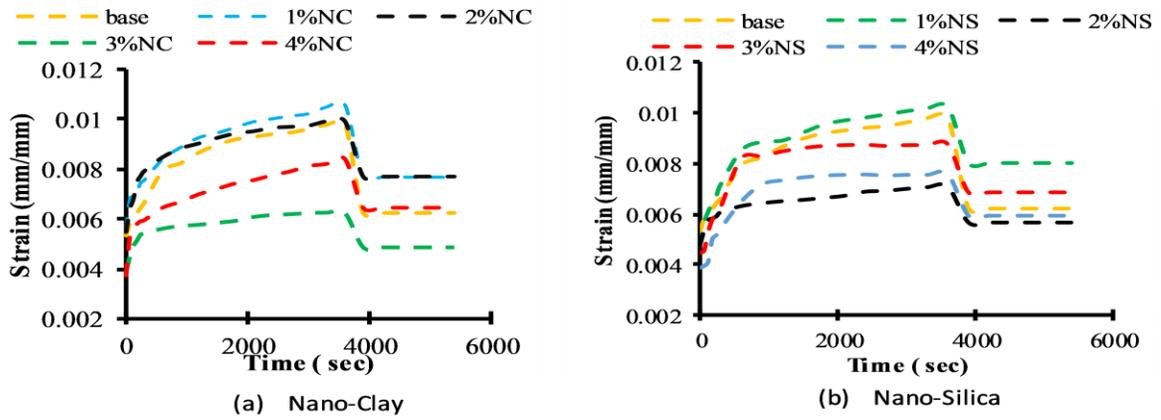 base 1%NC 2%NC
3%NC 4%NC
0.012
0.01
0.008
0.006
0.004
0.002
Strain (mm/mm)
0 2000 4000 6000
Time ( sec)
(a) Nano-Clay
base 1%NS 2%NS
3%NS 4%NS
0.012
0.01
0.008
0.006
0.004
0.002
Strain (mm/mm)
0 2000 4000 6000
Time ( sec)
(b) Nano-Silica